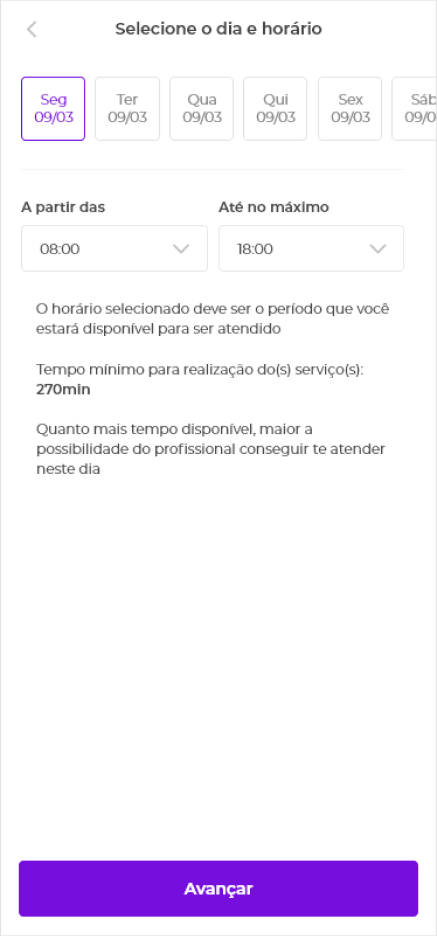 Selecione o dia e horário
Seg Ter Qua Qui Sex Sáb
09/03 09/03 09/03 09/03 09/03 09/0
A partir das Até no máximo
08:00 18:00
O horário selecionado deve ser o período que você
estará disponível para ser atendido
Tempo mínimo para realização do(s) serviço(s):
270min
Quanto mais tempo disponível, maior a
possibilidade do profissional conseguir te atender
neste dia
Avançar